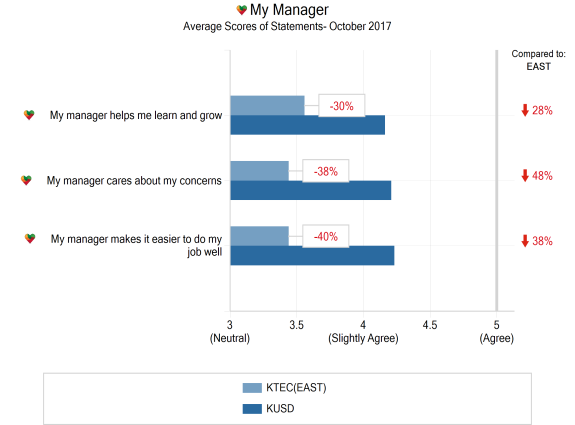 My Manager
Average Scores of Statements- October 2017
Compared to:
EAST
My manager helps me learn and grow
-30%
28%
My manager cares about my concerns
-38%
48%
My manager makes it easier to do my
job well
-40%
38%
3
3.5
4
4.5
5
(Neutral)
(Slightly Agree)
(Agree)
KTEC(EAST)
KUSD